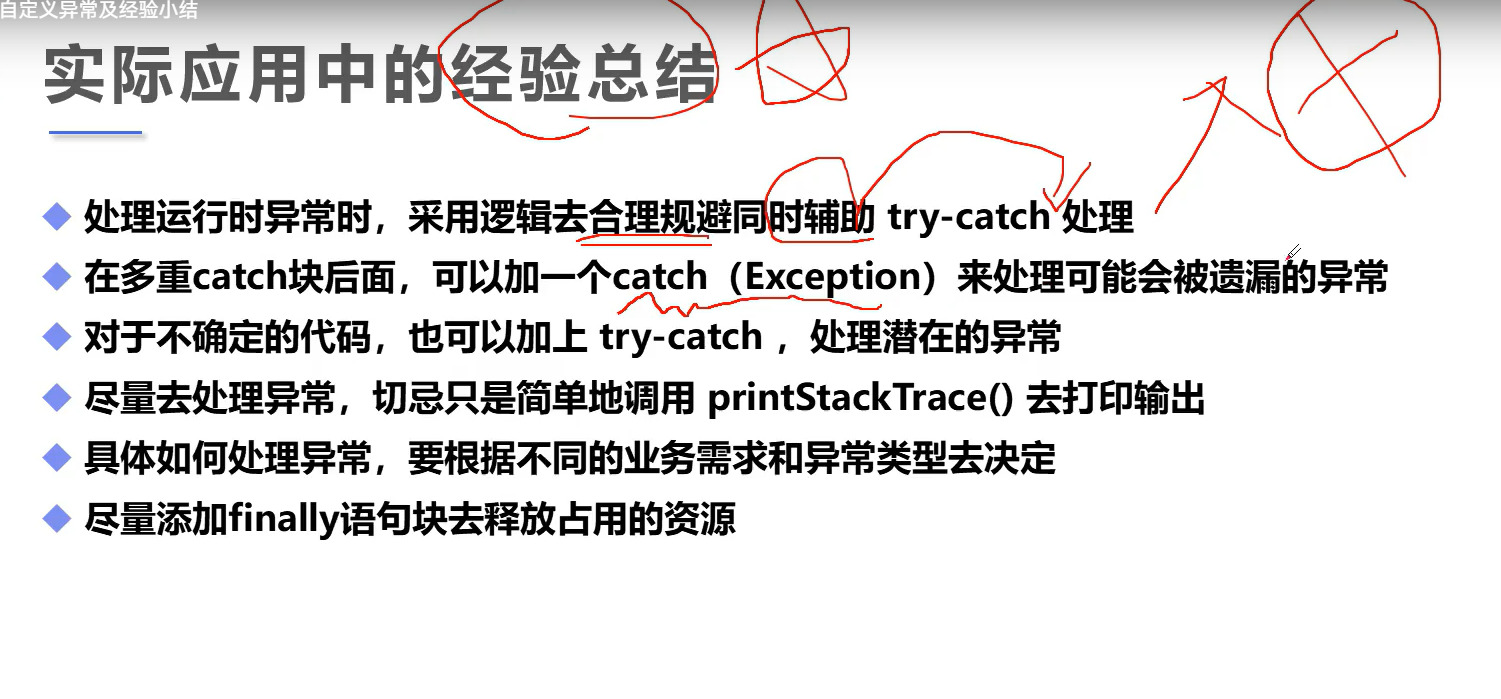 自定义异常及经验小结
实际应用中的经验总结
处理运行时异常时，采用逻辑去合理规避同时辅助 try-catch 处理
在多重catch块后面，可以加一个catch（Exception）来处理可能会被遗漏的异常
对于不确定的代码，也可以加上 try-catch ，处理潜在的异常
尽量去处理异常，切忌只是简单地调用 printStackTrace() 去打印输出
具体如何处理异常，要根据不同的业务需求和异常类型去决定
尽量添加finally语句块去释放占用的资源